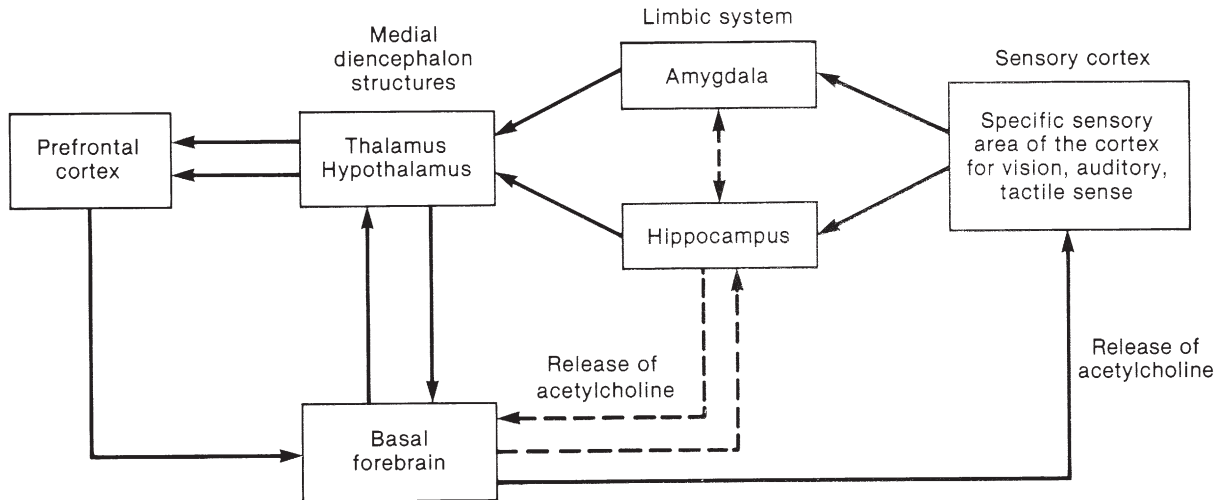 Limbic system
Medial
diencephalon
structures
Amygdala
Sensory cortex
Prefrontal
cortex
Thalamus
Hypothalamus
Specific sensory
area of the cortex
for vision, auditory,
tactile sense
Hippocampus
Release of
acetylcholine
Release of
acetylcholine
Basal
forebrain